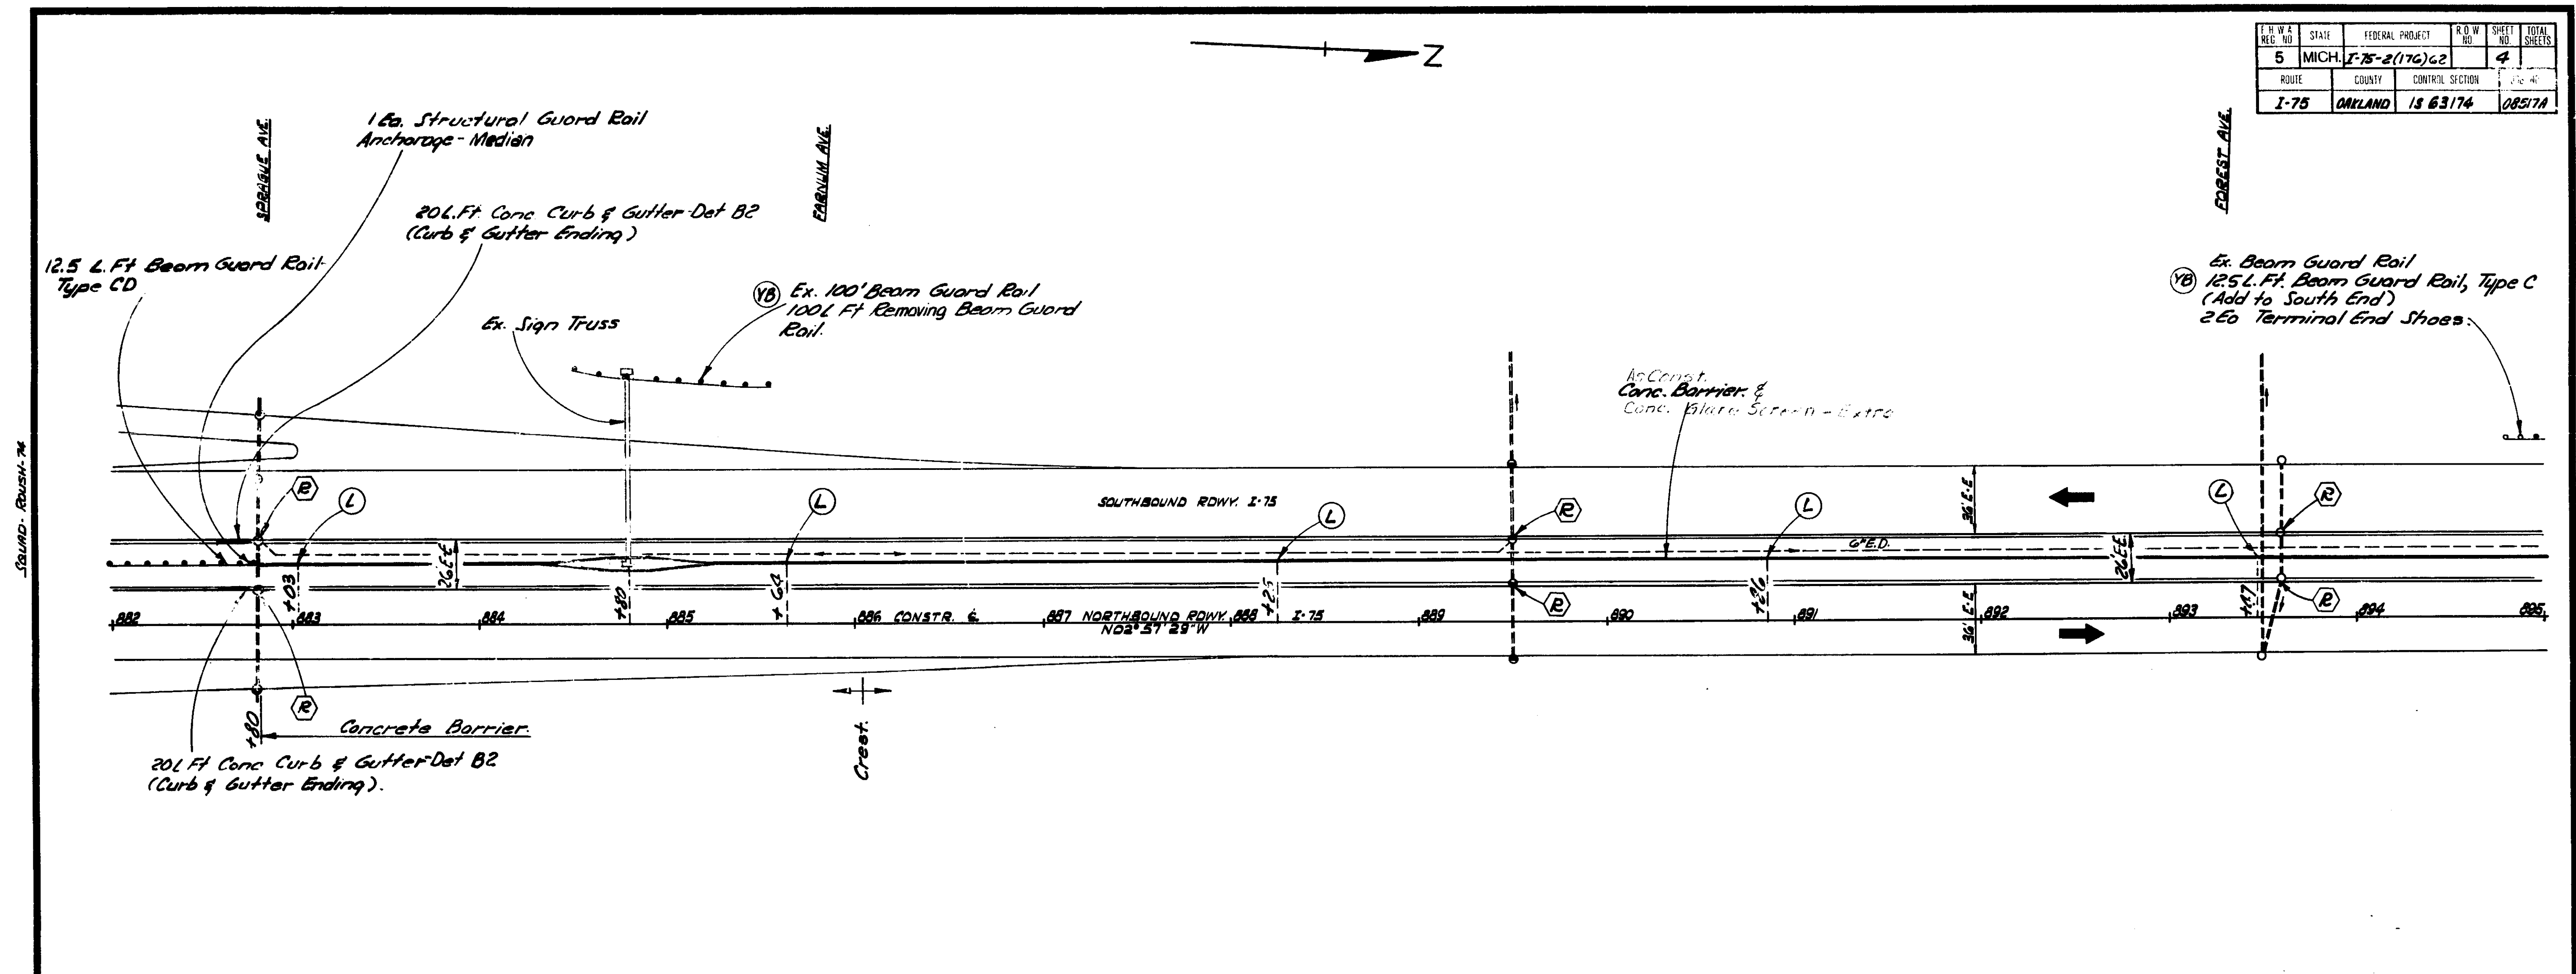 Z
F H W A REG. NO
STATE
FEDERAL PROJECT
R.O.W NO.
SHEET NO.
TOTAL SHEETS
5
MICH.
I-75-2(176)62
4
ROUTE
COUNTY
CONTROL SECTION
I-75
OAKLAND
IS 63174
08517A
SPRAGUE AVE.
FARNUM AVE.
FOREST AVE.
1 Ea. Structural Guard Rail
Anchorage - Median
20 L.Ft. Conc Curb & Gutter-Det B2
(Curb & Gutter Ending)
12.5 L. Ft Beam Guard Rail-
Type CD
YB
Ex. 100' Beam Guard Rail
100 L Ft Removing Beam Guard
Rail.
Ex. Sign Truss
Ex. Beam Guard Rail
YB
12.5 L. Ft. Beam Guard Rail, Type C
(Add to South End)
2 Ea Terminal End Shoes.
As Const.
Conc. Barrier &
Conc. Glare Screen - Extra
SQUAD-ROUSH-74
R
L
L
L
R
L
L
R
SOUTHBOUND RDWY. I-75
36' E-E
6" E.D.
26' E-E
26' E-E
+03
+80
+64
+25
+86
+47
R
R
36' E-E
882
883
884
885
886
CONSTR. ℄
887
NORTHBOUND RDWY.
888
I-75
889
890
891
892
893
894
895
N02° 57' 29" W
R
+80
Concrete Barrier.
Crest.
20 L Ft Conc Curb & Gutter-Det B2
(Curb & Gutter Ending).